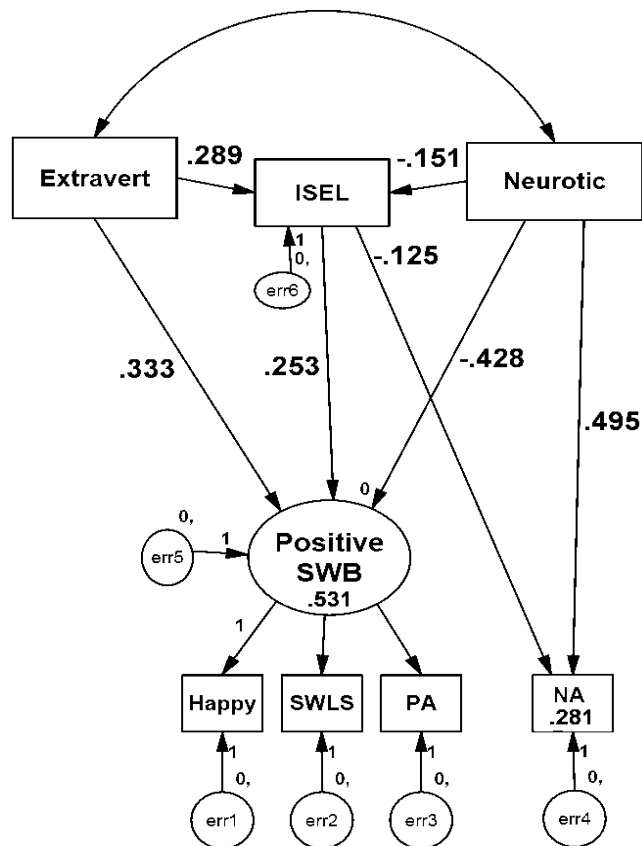 .289
-.151
Extravert
ISEL
Neurotic
1
0,
err6
-.125
.333
.253
-.428
.495
0
0,
1
err5
Positive
SWB
.531
1
Happy
SWLS
PA
NA
.281
1
0,
1
0,
1
0,
1
0,
err1
err2
err3
err4